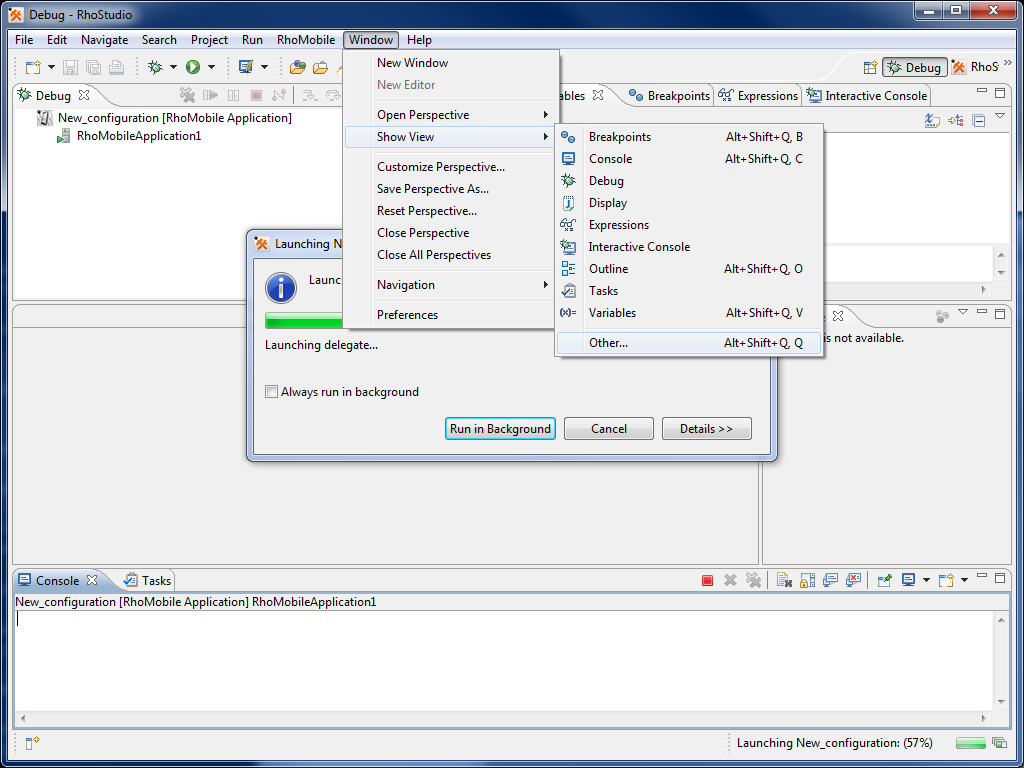 Debug - RhoStudio
File Edit Navigate Search Project Run RhoMobile Window Help
Debug RhoS
Debug
Breakpoints Expressions Interactive Console
New_configuration [RhoMobile Application]
RhoMobileApplication1
New Window
New Editor
Open Perspective
Show View
Customize Perspective...
Save Perspective As...
Reset Perspective...
Close Perspective
Close All Perspectives
Navigation
Preferences
Breakpoints Alt+Shift+Q, B
Console Alt+Shift+Q, C
Debug
Display
Expressions
Interactive Console
Outline Alt+Shift+Q, O
Tasks
(x)= Variables Alt+Shift+Q, V
Other... Alt+Shift+Q, Q
is not available.
Launching N
Launc
Launching delegate...
Always run in background
Run in Background Cancel Details >>
Console Tasks
New_configuration [RhoMobile Application] RhoMobileApplication1
Launching New_configuration: (57%)